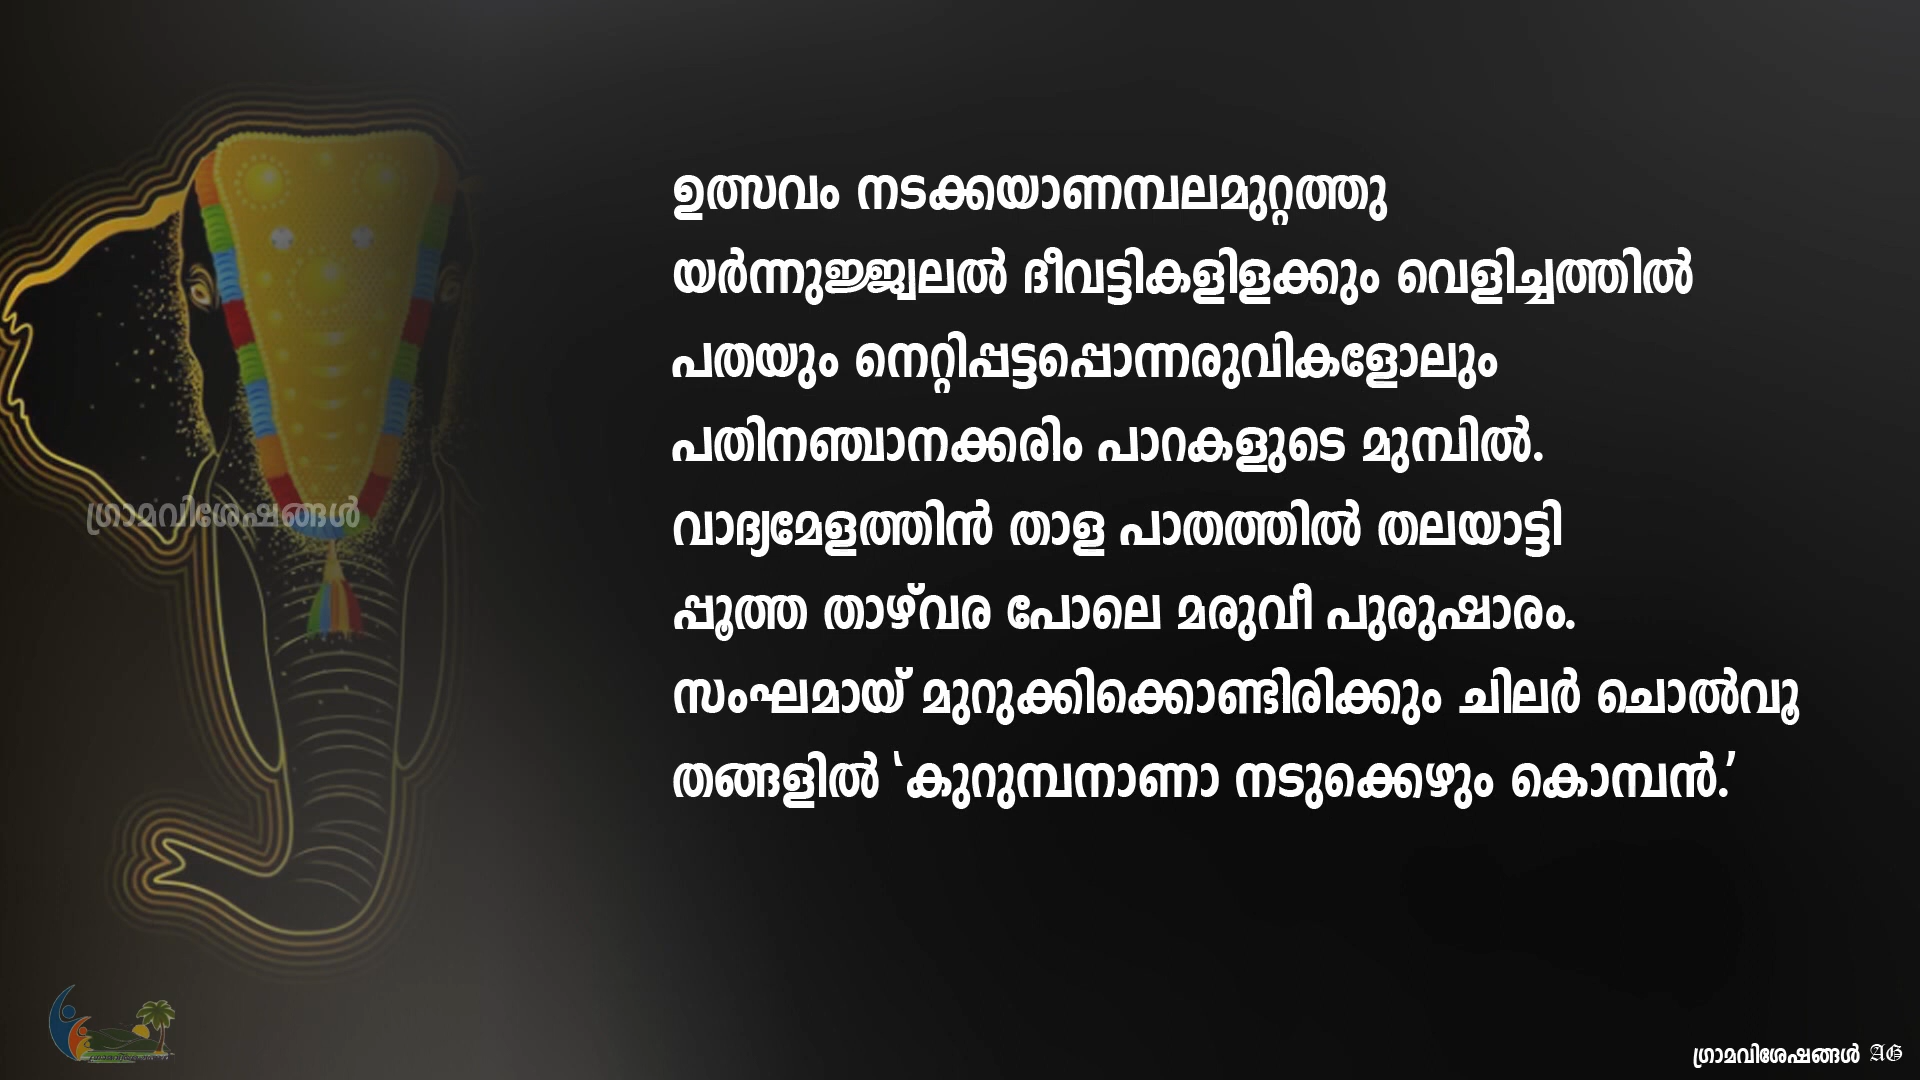 ഉത്സവം നടക്കയാണമ്പലമുറ്റത്തു
യർന്നുജ്ജ്വലൽ ദീവട്ടികളിളക്കും വെളിച്ചത്തിൽ
പതയും നെറ്റിപ്പട്ടപ്പൊന്നരുവികളോലും
പതിനഞ്ചാനക്കരിം പാറകളുടെ മുമ്പിൽ.
വാദ്യമേളത്തിൻ താള പാതത്തിൽ തലയാട്ടി
പ്പൂത്ത താഴ്‌വര പോലെ മരുവീ പുരുഷാരം.
സംഘമായ് മുറുക്കിക്കൊണ്ടിരിക്കും ചിലർ ചൊൽവൂ
തങ്ങളിൽ ‘കുറുമ്പനാണാ നടുക്കെഴും കൊമ്പൻ.’
ഗ്രാമവിശേഷങ്ങൾ
ഗ്രാമവിശേഷങ്ങൾ AG